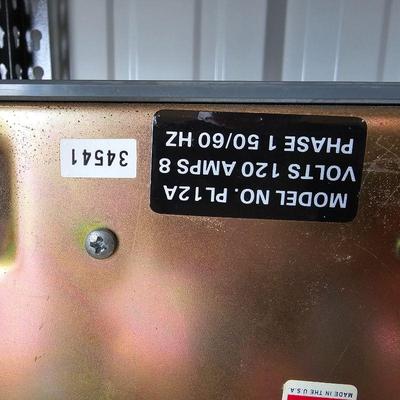 MODEL NO. PL12A
VOLTS 120 AMPS 8
PHASE 1 50/60 HZ
34541
MADE IN THE U.S.A